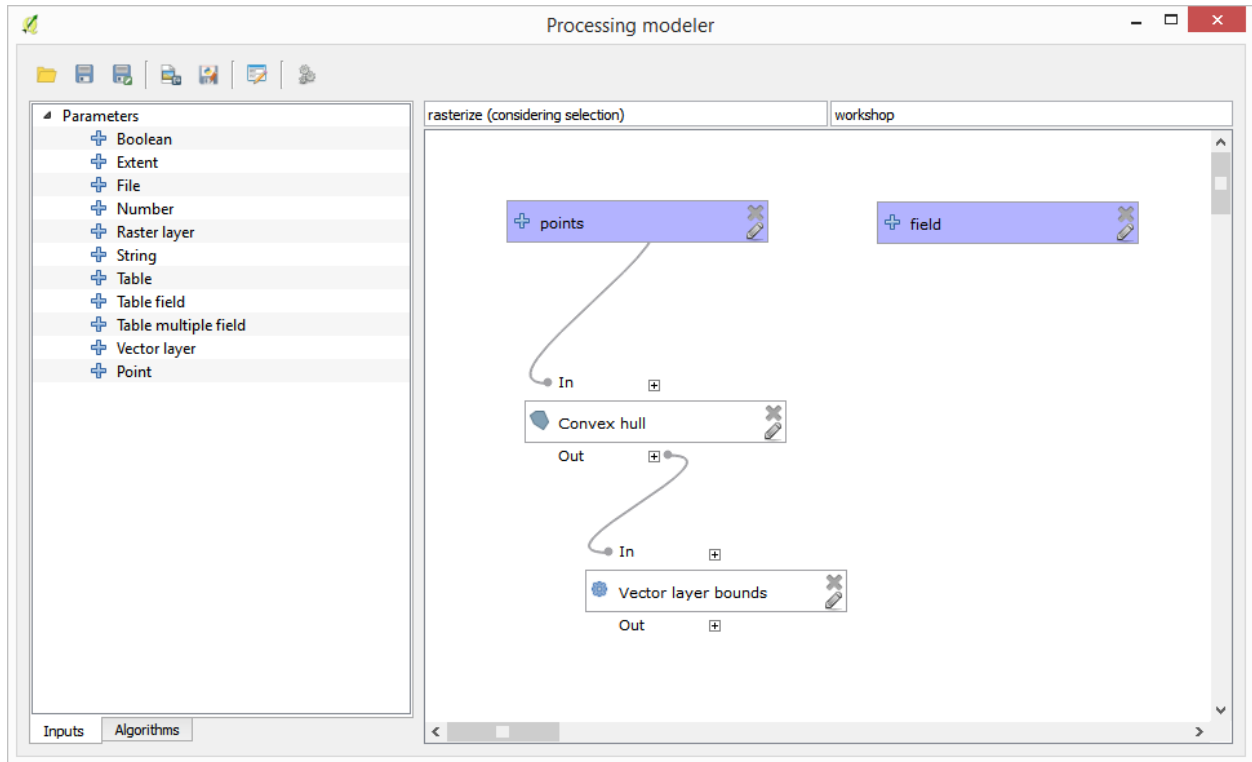 Processing modeler
Parameters
Boolean
Extent
File
Number
Raster layer
String
Table
Table field
Table multiple field
Vector layer
Point
Inputs
Algorithms
rasterize (considering selection)
workshop
points
field
In
Convex hull
Out
In
Vector layer bounds
Out